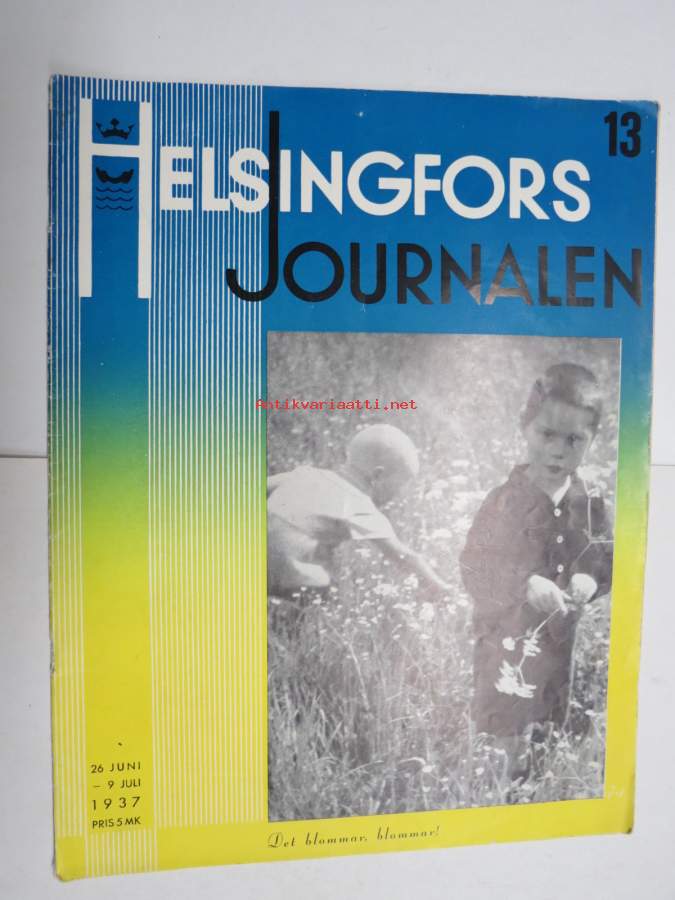 13
HELSINGFORS
JOURNALEN
Antikvariaatti.net
26 JUNI
– 9 JULI
1937
PRIS 5 MK
Det blommar, blommar!